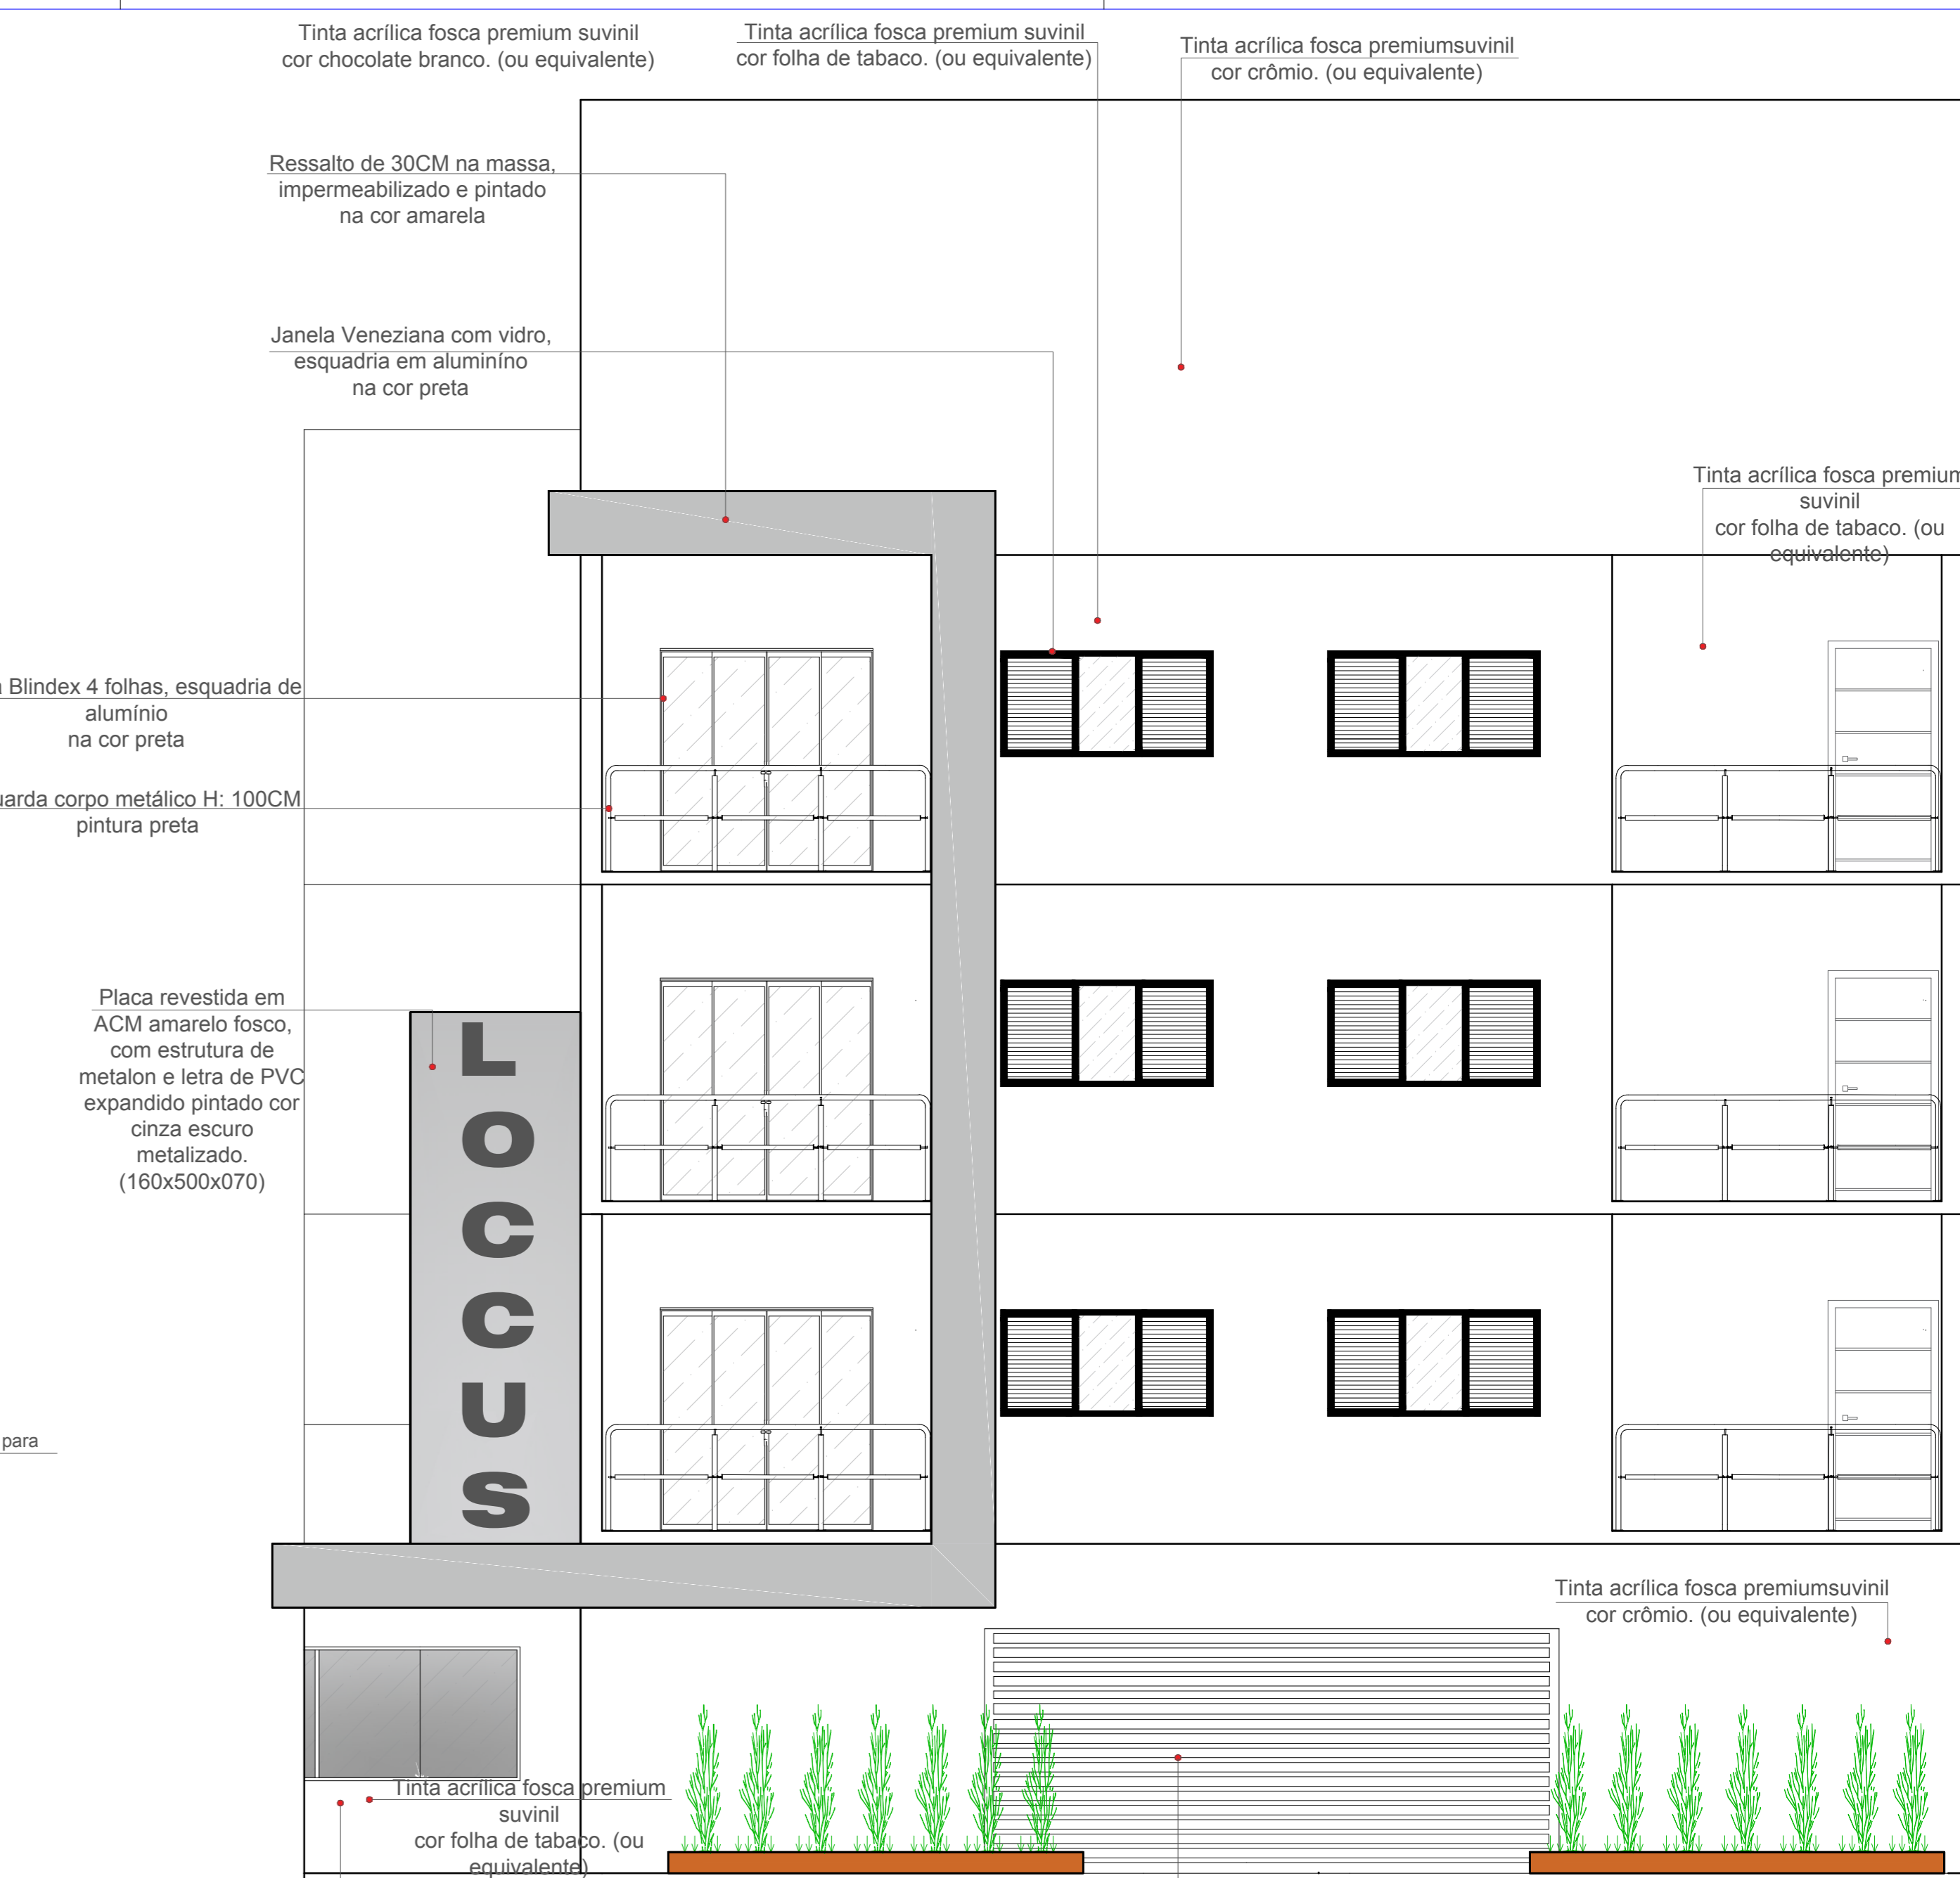 Tinta acrílica fosca premium suvinil
cor chocolate branco. (ou equivalente)
Tinta acrílica fosca premium suvinil
cor folha de tabaco. (ou equivalente)
Tinta acrílica fosca premiumsuvinil
cor crômio. (ou equivalente)
Ressalto de 30CM na massa,
impermeabilizado e pintado
na cor amarela
Janela Veneziana com vidro,
esquadria em aluminíno
na cor preta
Tinta acrílica fosca premium
suvinil
cor folha de tabaco. (ou
equivalente)
Blindex 4 folhas, esquadria de
alumínio
na cor preta
uarda corpo metálico H: 100CM
pintura preta
Placa revestida em
ACM amarelo fosco,
com estrutura de
metalon e letra de PVC
expandido pintado cor
cinza escuro
metalizado.
(160x500x070)
L
O
C
C
U
S
para
Tinta acrílica fosca premiumsuvinil
cor crômio. (ou equivalente)
Tinta acrílica fosca premium
suvinil
cor folha de tabaco. (ou
equivalente)